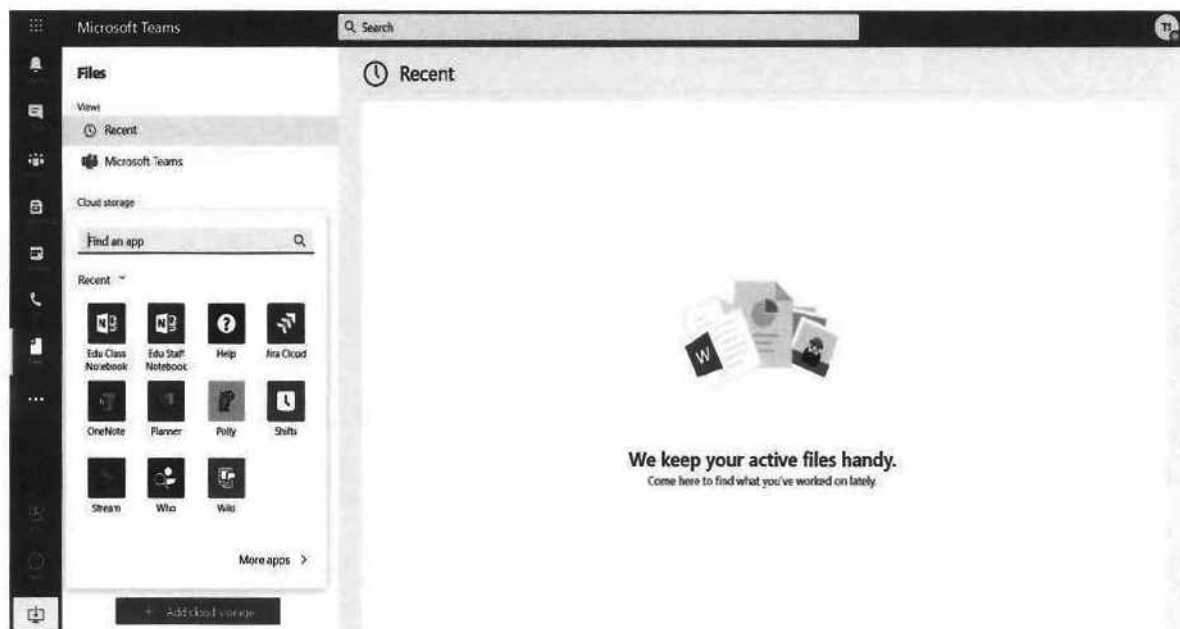 Microsoft Teams
Search
Files
Views
Recent
Microsoft Teams
Cloud storage
Find an app
Recent
Edu Class Notebook
Edu Staff Notebook
Help
Jira Cloud
OneNote
Planner
Polly
Shifts
Stream
Who
Wiki
More apps
+ Add cloud storage
Recent
W
We keep your active files handy.
Come here to find what you've worked on lately.